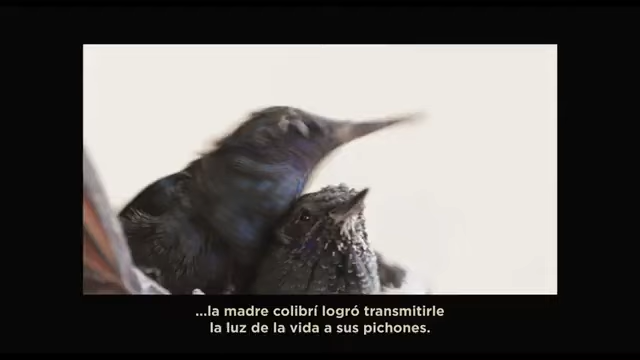 ...la madre colibrí logró transmitirle
la luz de la vida a sus pichones.